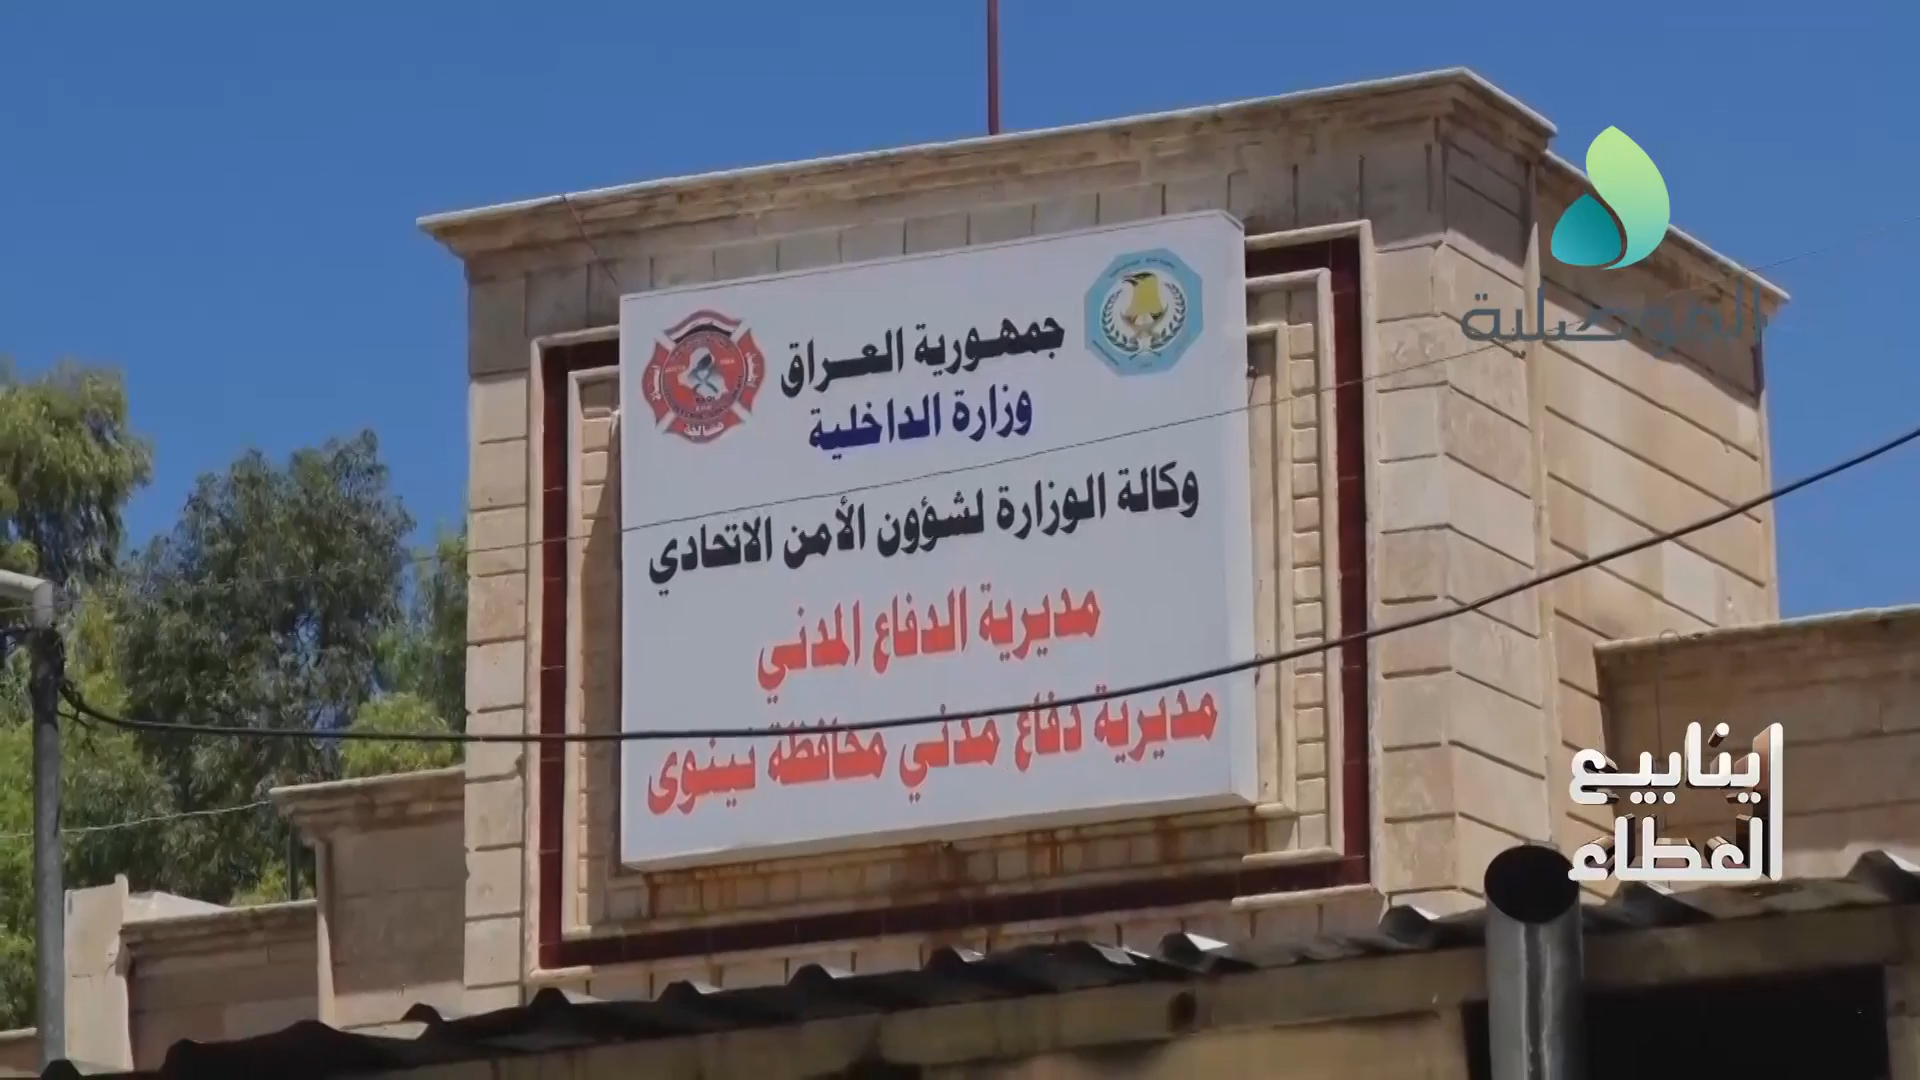 جمهورية العراق
وزارة الداخلية
وكالة الوزارة لشؤون الأمن الاتحادي
مديرية الدفاع المدني
مديرية دفاع مدني محافظة نينوى
الموصلية
ينابيع
العطاء